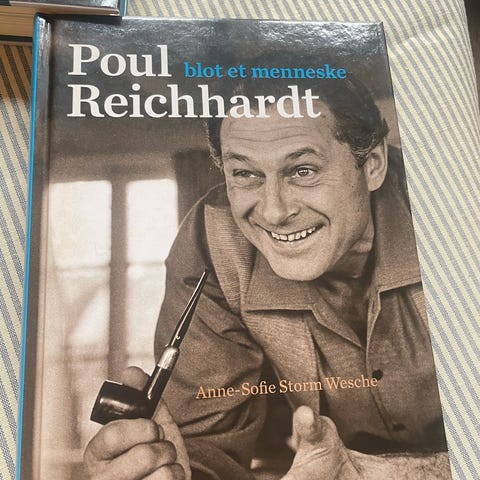 Poul blot et menneske
Reichhardt
Anne-Sofie Storm Wesche